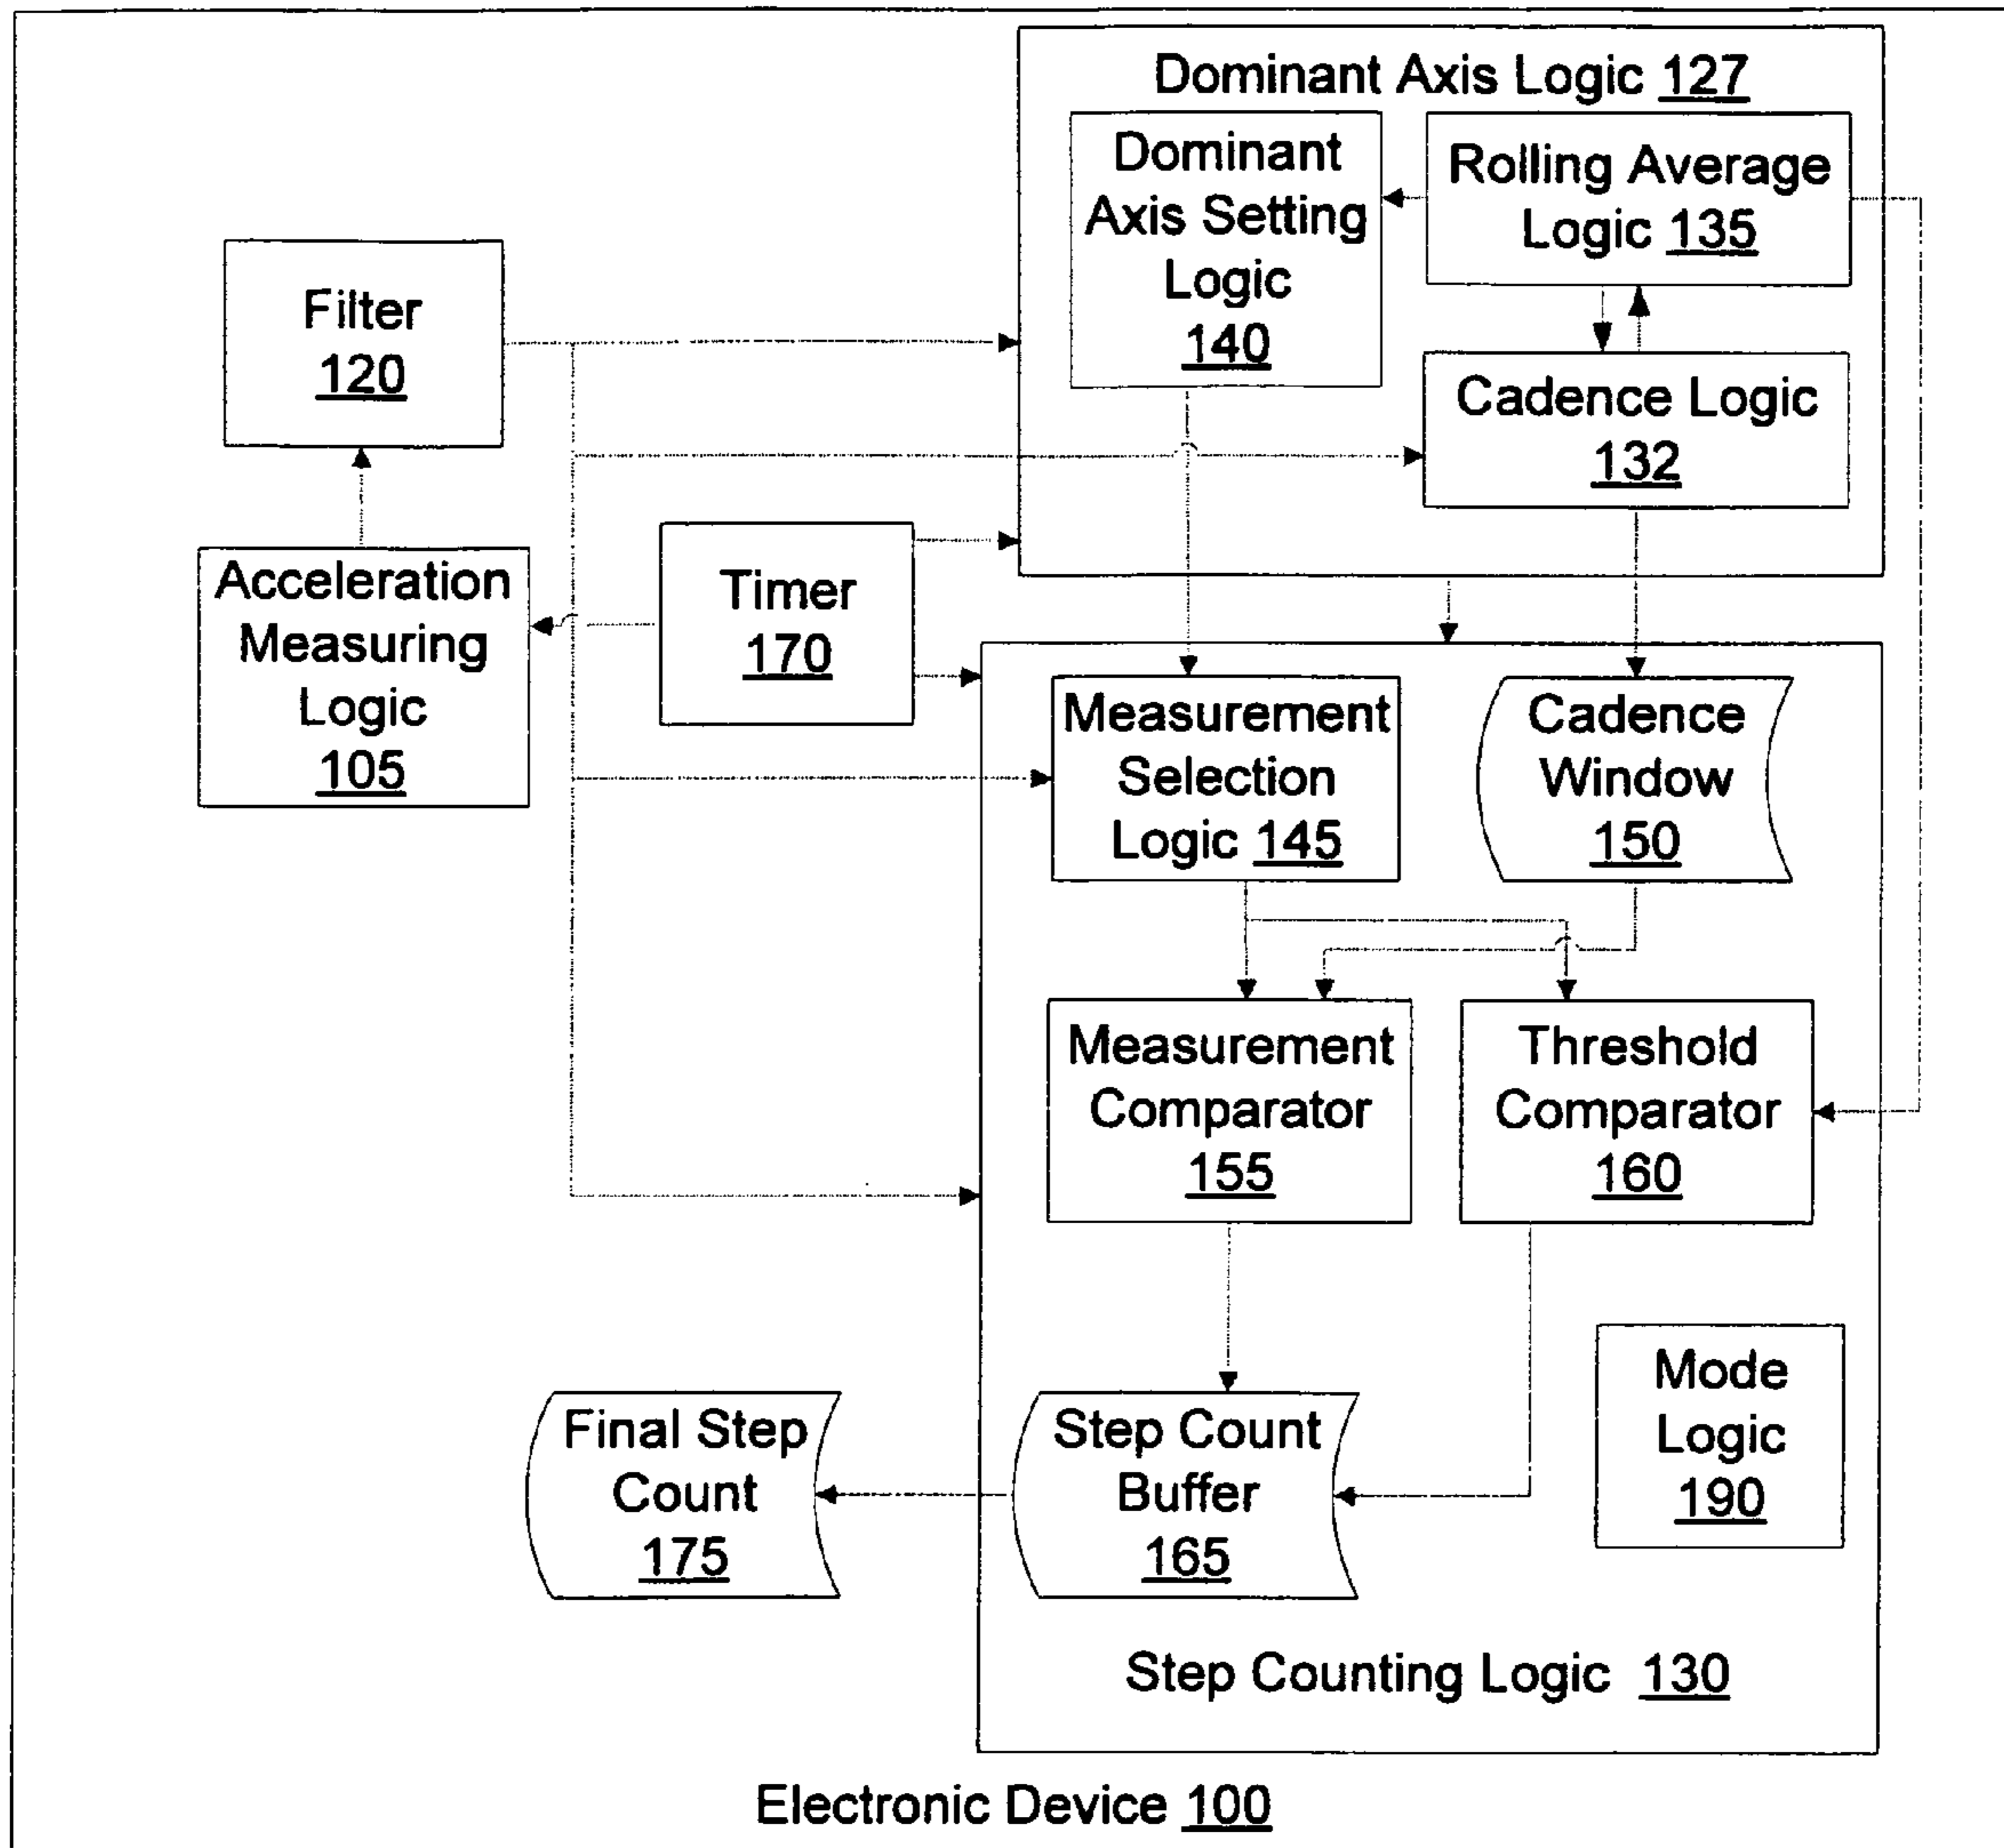 Dominant Axis Logic 127
Dominant
Axis Setting
Logic
140
Rolling Average
Logic 135
Filter
120
Cadence Logic
132
Acceleration
Measuring
Logic
105
Timer
170
Measurement
Selection
Logic 145
Cadence
Window
150
Measurement
Comparator
155
Threshold
Comparator
160
Mode
Logic
190
Final Step
Count
175
Step Count
Buffer
165
Step Counting Logic 130
Electronic Device 100